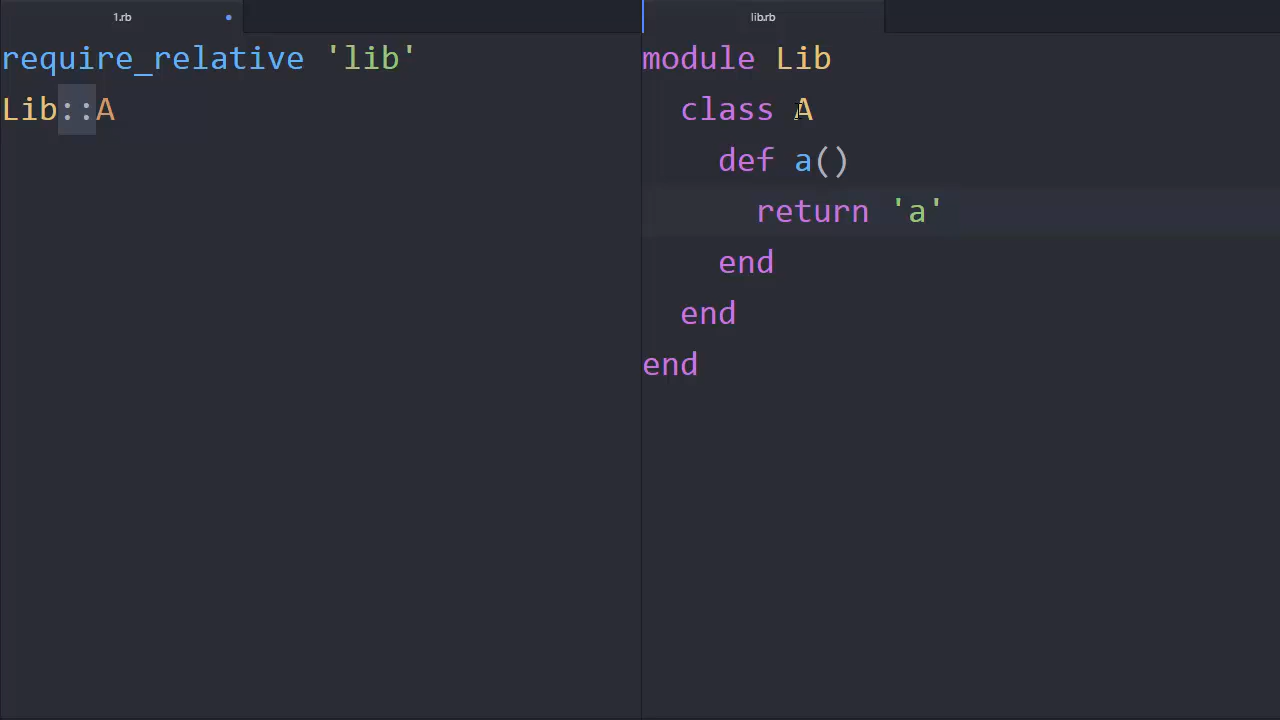 1.rb
require_relative 'lib'
Lib::A
lib.rb
module Lib
  class A
    def a()
      return 'a'
    end
  end
end